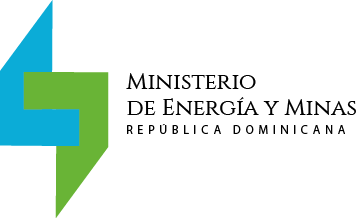 MINISTERIO
DE ENERGÍA Y MINAS
REPÚBLICA DOMINICANA